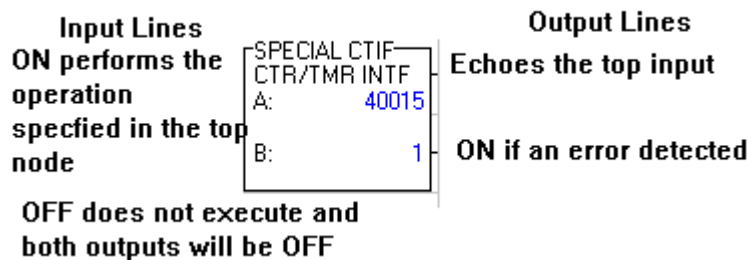 Input Lines
ON performs the
operation
specfied in the top
node
SPECIAL CTIF
CTR/TMR INTF
A: 40015
B: 1
Output Lines
Echoes the top input
ON if an error detected
OFF does not execute and
both outputs will be OFF